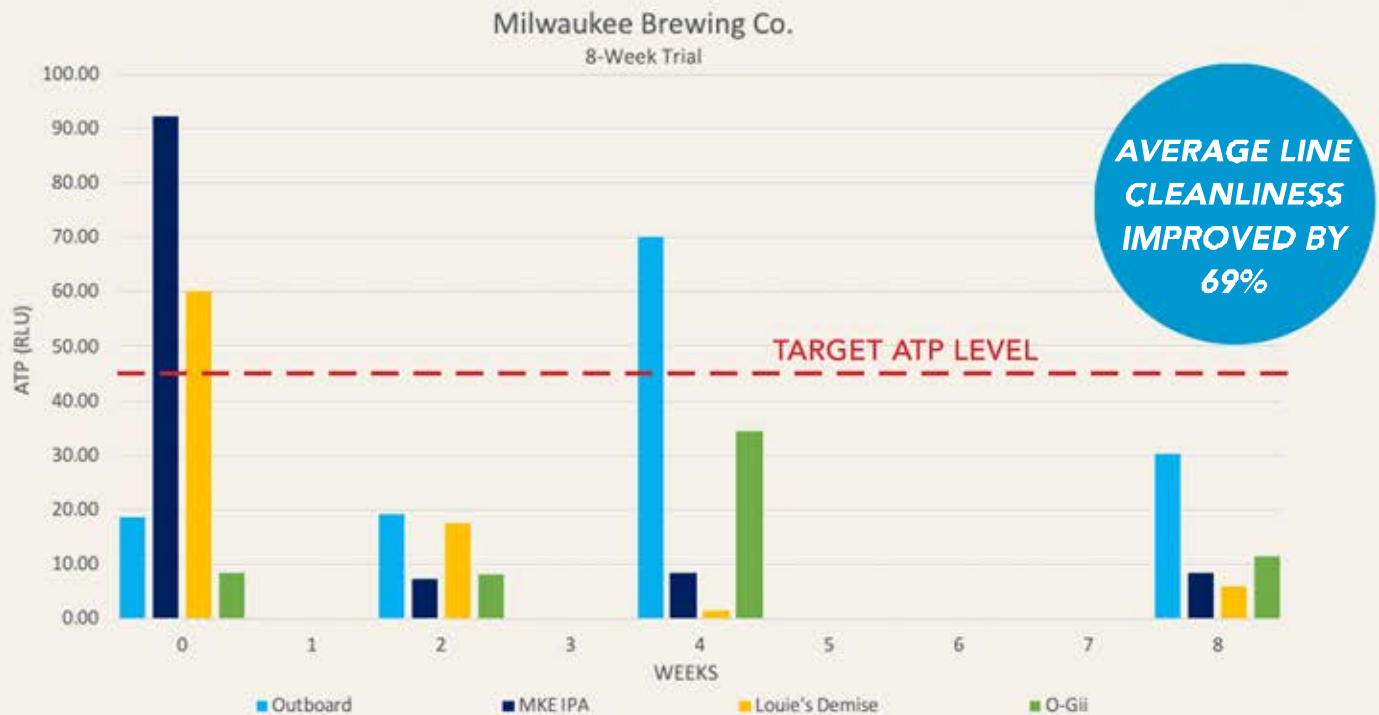 Milwaukee Brewing Co.
8-Week Trial
100.00
90.00
80.00
70.00
60.00
50.00
40.00
30.00
20.00
10.00
0.00
ATP (RLU)
AVERAGE LINE
CLEANLINESS
IMPROVED BY
69%
TARGET ATP LEVEL
0 1 2 3 4 5 6 7 8
WEEKS
Outboard MKE IPA Louie's Demise O-Gii